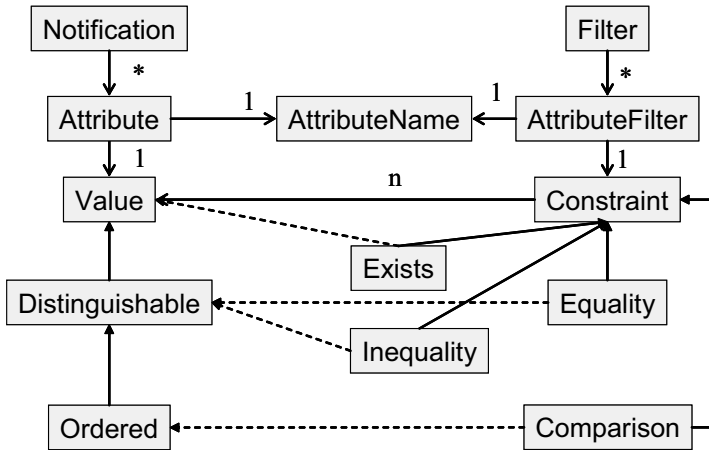 Notification
Filter
*
*
1
1
Attribute
AttributeName
AttributeFilter
1
1
n
Value
Constraint
Exists
Distinguishable
Equality
Inequality
Ordered
Comparison